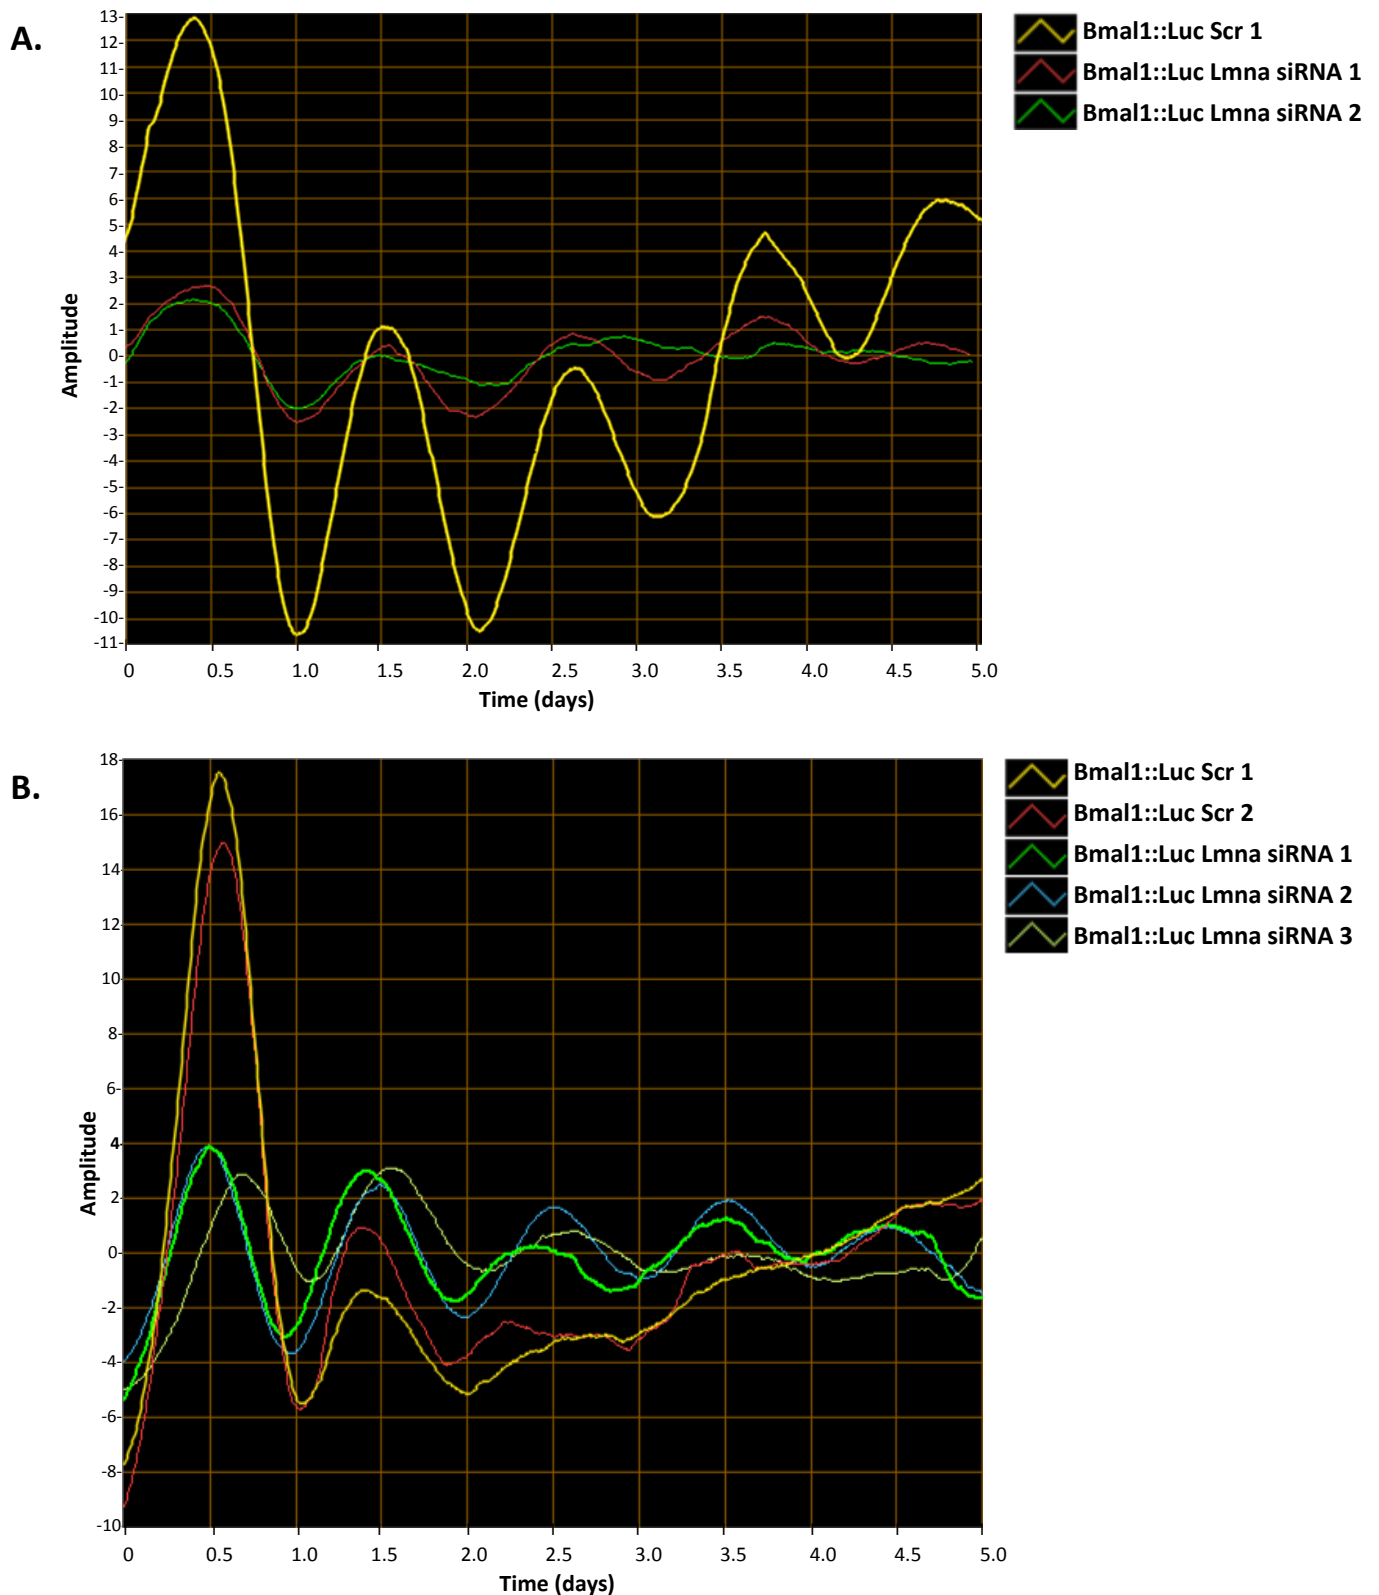 A.
13-
12-
11-
10-
9-
8-
7-
6-
5-
4-
3-
2-
1-
0-
-1-
-2-
-3-
-4-
-5-
-6-
-7-
-8-
-9-
-10-
-11-
Amplitude
0 0.5 1.0 1.5 2.0 2.5 3.0 3.5 4.0 4.5 5.0
Time (days)
Bmal1::Luc Scr 1
Bmal1::Luc Lmna siRNA 1
Bmal1::Luc Lmna siRNA 2
B.
18-
16-
14-
12-
10-
8-
6-
4-
2-
0-
-2-
-4-
-6-
-8-
-10-
Amplitude
0 0.5 1.0 1.5 2.0 2.5 3.0 3.5 4.0 4.5 5.0
Time (days)
Bmal1::Luc Scr 1
Bmal1::Luc Scr 2
Bmal1::Luc Lmna siRNA 1
Bmal1::Luc Lmna siRNA 2
Bmal1::Luc Lmna siRNA 3